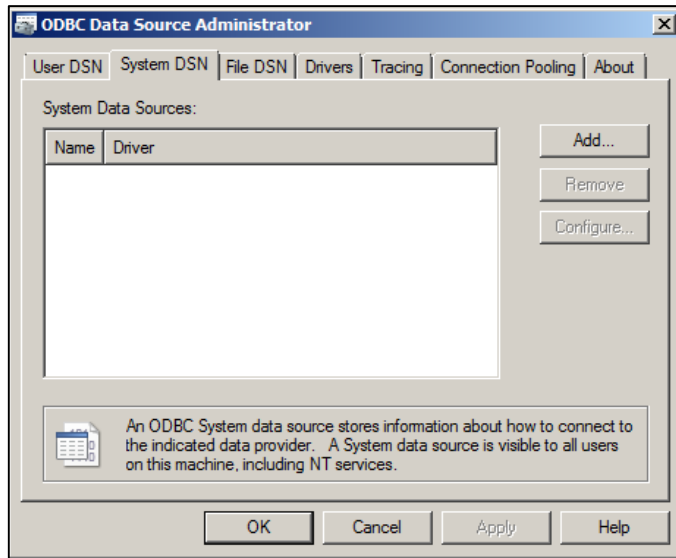 ODBC Data Source Administrator
User DSN System DSN File DSN Drivers Tracing Connection Pooling About
System Data Sources:
Name Driver
Add...
Remove
Configure...
An ODBC System data source stores information about how to connect to
the indicated data provider. A System data source is visible to all users
on this machine, including NT services.
OK Cancel Apply Help